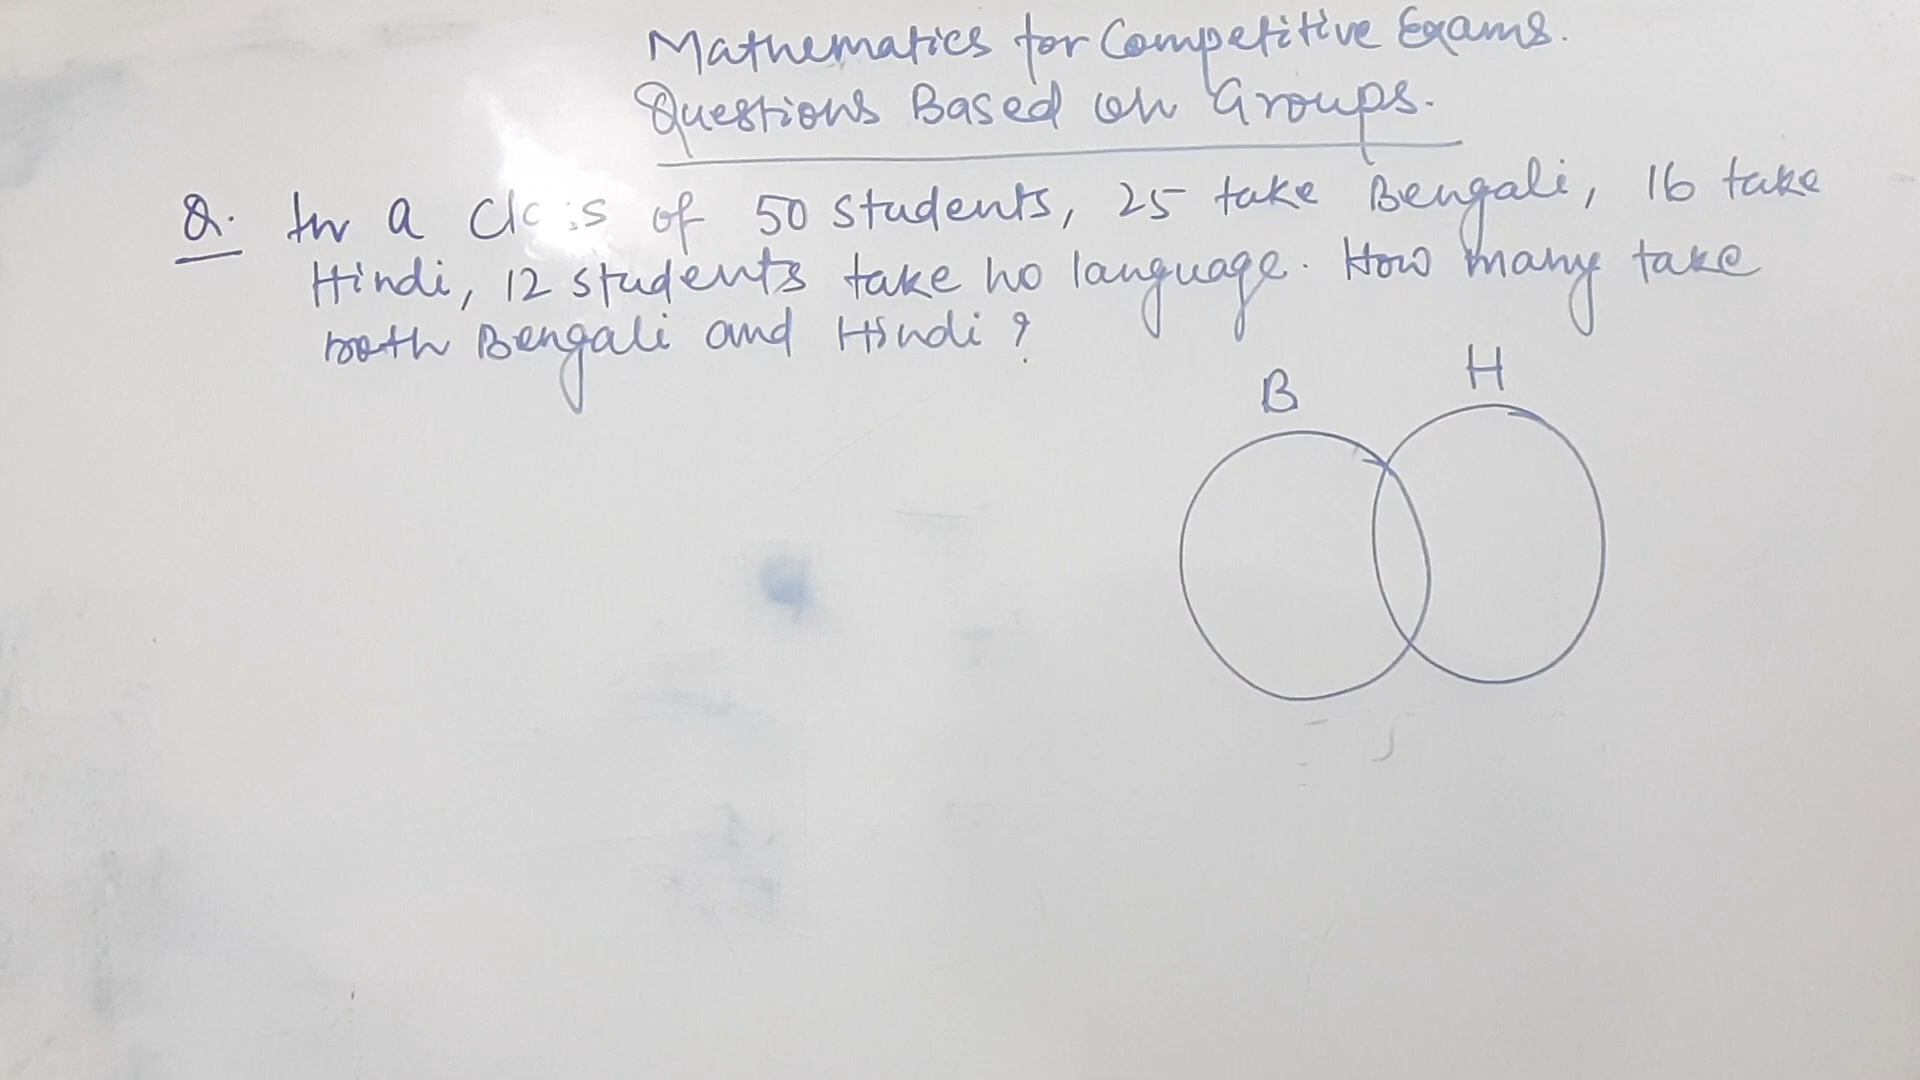 Mathematics for Competitive Exams.
Questions Based on Groups.
Q. In a Class of 50 students, 25 take Bengali, 16 take
Hindi, 12 students take no language. How many take
both Bengali and Hindi ?
B H